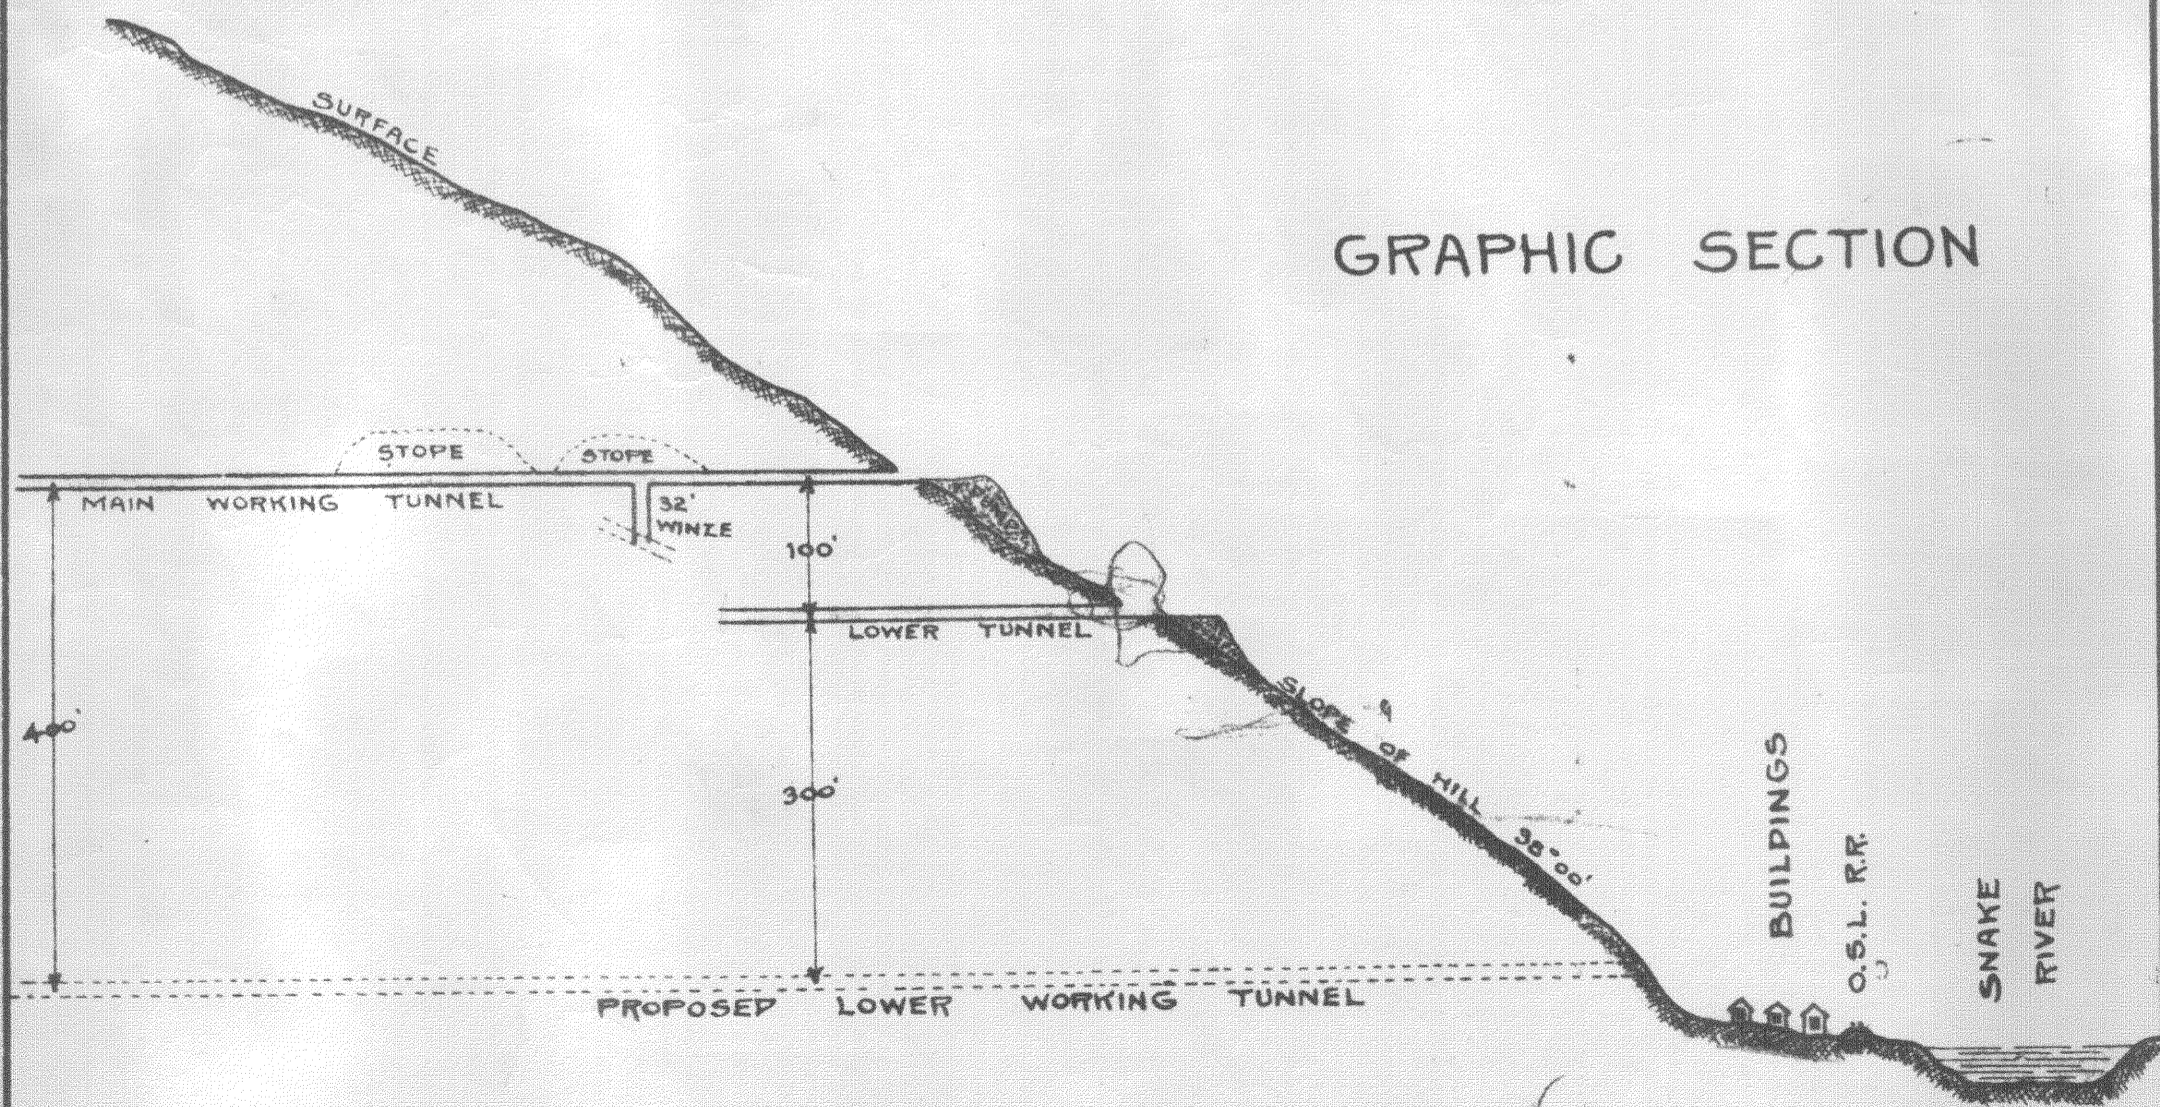 SURFACE
GRAPHIC SECTION
STOPE
STOPE
MAIN WORKING TUNNEL
32'
WINZE
100'
LOWER TUNNEL
400'
300'
SLOPE OF HILL 38°00'
BUILDINGS
O.S.L. R.R.
SNAKE
RIVER
PROPOSED LOWER WORKING TUNNEL